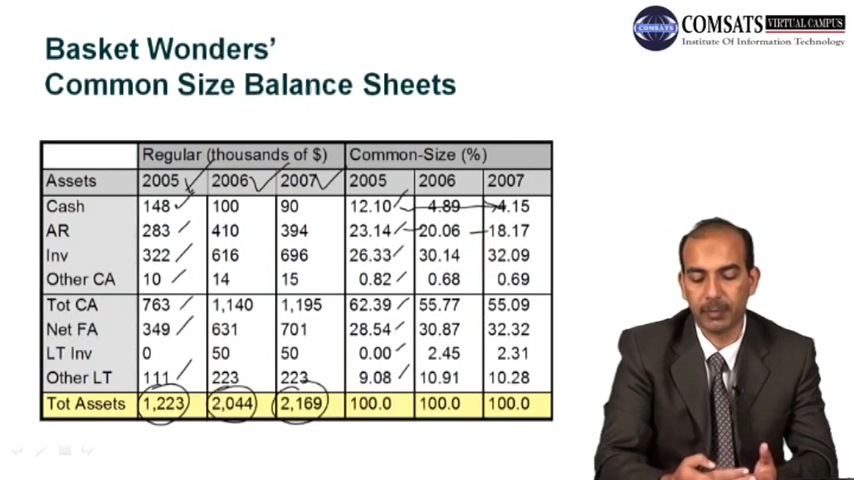 COMSATS VIRTUAL CAMPUS
COMSATS
Institute Of Information Technology
Basket Wonders'
Common Size Balance Sheets
Regular (thousands of $) Common-Size (%)
Assets 2005 2006 2007 2005 2006 2007
Cash 148 100 90 12.10 4.89 4.15
AR 283 410 394 23.14 20.06 18.17
Inv 322 616 696 26.33 30.14 32.09
Other CA 10 14 15 0.82 0.68 0.69
Tot CA 763 1,140 1,195 62.39 55.77 55.09
Net FA 349 631 701 28.54 30.87 32.32
LT Inv 0 50 50 0.00 2.45 2.31
Other LT 111 223 223 9.08 10.91 10.28
Tot Assets 1,223 2,044 2,169 100.0 100.0 100.0